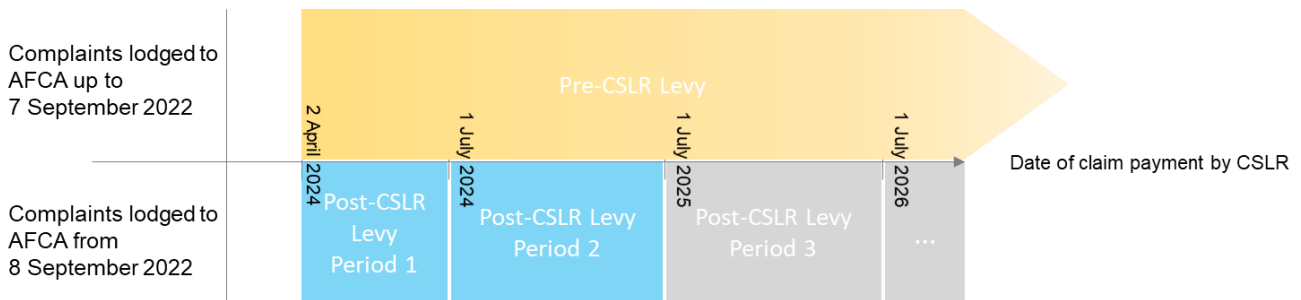 Complaints lodged to
AFCA up to
7 September 2022
Pre-CSLR Levy
2 April 2024
1 July 2024
1 July 2025
1 July 2026
Date of claim payment by CSLR
Complaints lodged to
AFCA from
8 September 2022
Post-CSLR
Levy
Period 1
Post-CSLR Levy
Period 2
Post-CSLR Levy
Period 3
...